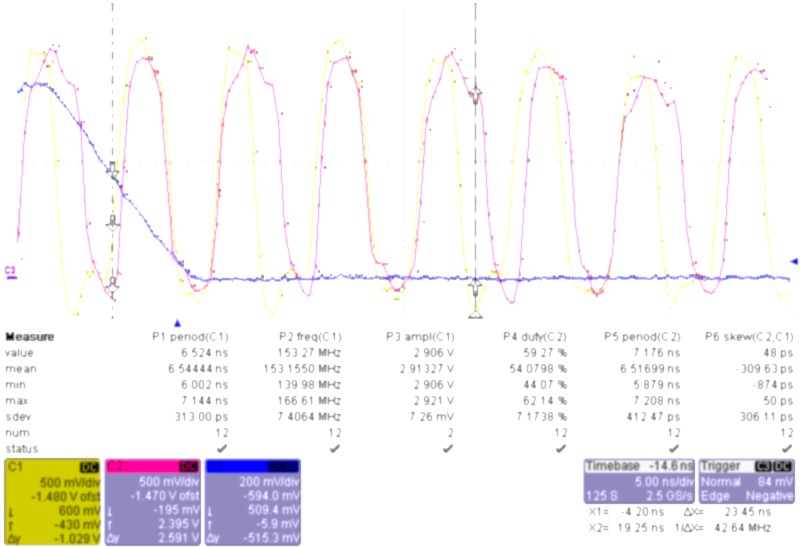 C3
Measure P1 period(C1) P2 freq(C1) P3 ampl(C1) P4 duty(C2) P5 period(C2) P6 skew(C2,C1)
value 6.524 ns 153.27 MHz 2.906 V 59.27 % 7.176 ns 48 ps
mean 6.54444 ns 153.1550 MHz 2.91327 V 54.0798 % 6.51699 ns -309.63 ps
min 6.002 ns 139.98 MHz 2.906 V 44.07 % 5.879 ns -874 ps
max 7.144 ns 166.61 MHz 2.921 V 62.14 % 7.208 ns 50 ps
sdev 313.00 ps 7.4064 MHz 7.26 mV 7.1738 % 412.47 ps 306.11 ps
num 12 12 2 12 12 12
status ✔ ✔ ✔ ✔ ✔ ✔
C1 DC C2 DC Timebase -14.6 ns Trigger C3 DC
500 mV/div 500 mV/div 200 mV/div 5.00 ns/div Normal 84 mV
-1.480 V ofst -1.470 V ofst -594.0 mV 125 S 2.5 GS/s Edge Negative
↓ 600 mV ↓ -195 mV ↓ 509.4 mV X1= -4.20 ns ΔX= 23.45 ns
↑ -430 mV ↑ 2.395 V ↑ -5.9 mV X2= 19.25 ns 1/ΔX= 42.64 MHz
Δy -1.029 V Δy 2.591 V Δy -515.3 mV